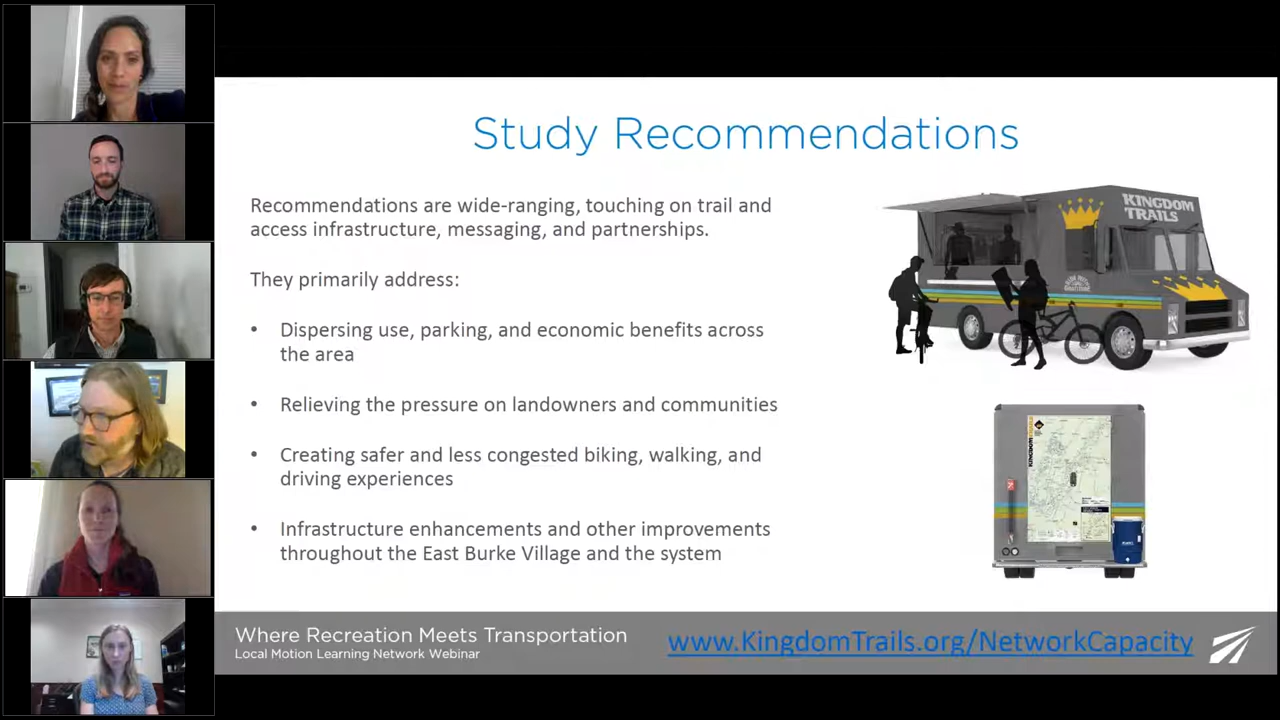 Study Recommendations
Recommendations are wide-ranging, touching on trail and
access infrastructure, messaging, and partnerships.
They primarily address:
• Dispersing use, parking, and economic benefits across
the area
• Relieving the pressure on landowners and communities
• Creating safer and less congested biking, walking, and
driving experiences
• Infrastructure enhancements and other improvements
throughout the East Burke Village and the system
KINGDOM
TRAILS
KINGDOM
Where Recreation Meets Transportation
Local Motion Learning Network Webinar
www.KingdomTrails.org/NetworkCapacity